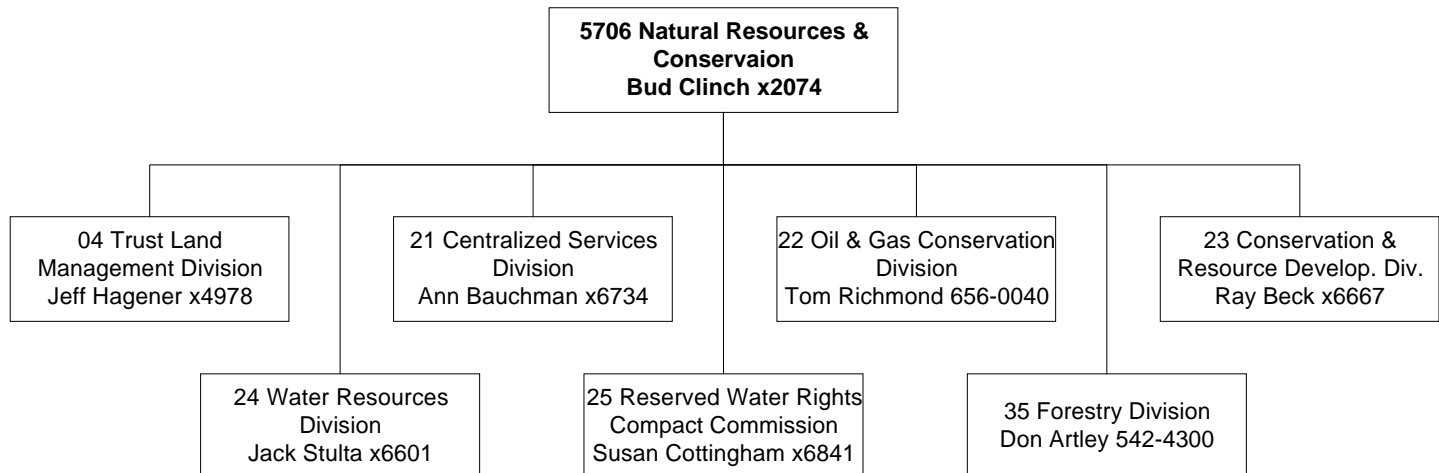 5706 Natural Resources &
Conservaion
Bud Clinch x2074
04 Trust Land
Management Division
Jeff Hagener x4978
21 Centralized Services
Division
Ann Bauchman x6734
22 Oil & Gas Conservation
Division
Tom Richmond 656-0040
23 Conservation &
Resource Develop. Div.
Ray Beck x6667
24 Water Resources
Division
Jack Stulta x6601
25 Reserved Water Rights
Compact Commission
Susan Cottingham x6841
35 Forestry Division
Don Artley 542-4300